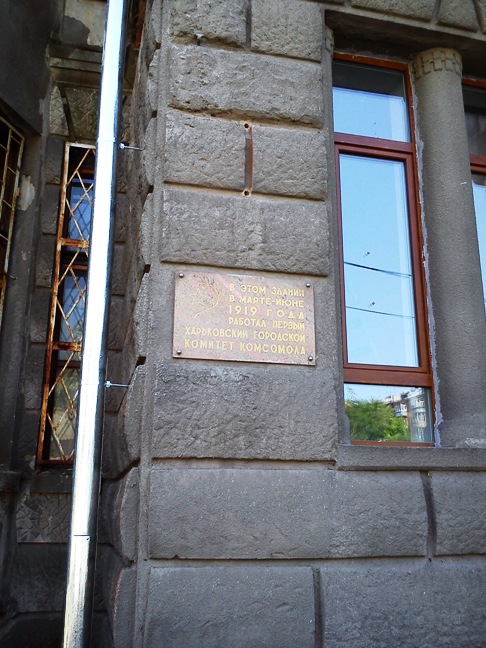 В ЭТОМ ЗДАНИИ
В МАРТЕ-ИЮНЕ
1919 ГОДА
РАБОТАЛ ПЕРВЫЙ
ХАРЬКОВСКИЙ ГОРОДСКОЙ
КОМИТЕТ КОМСОМОЛА